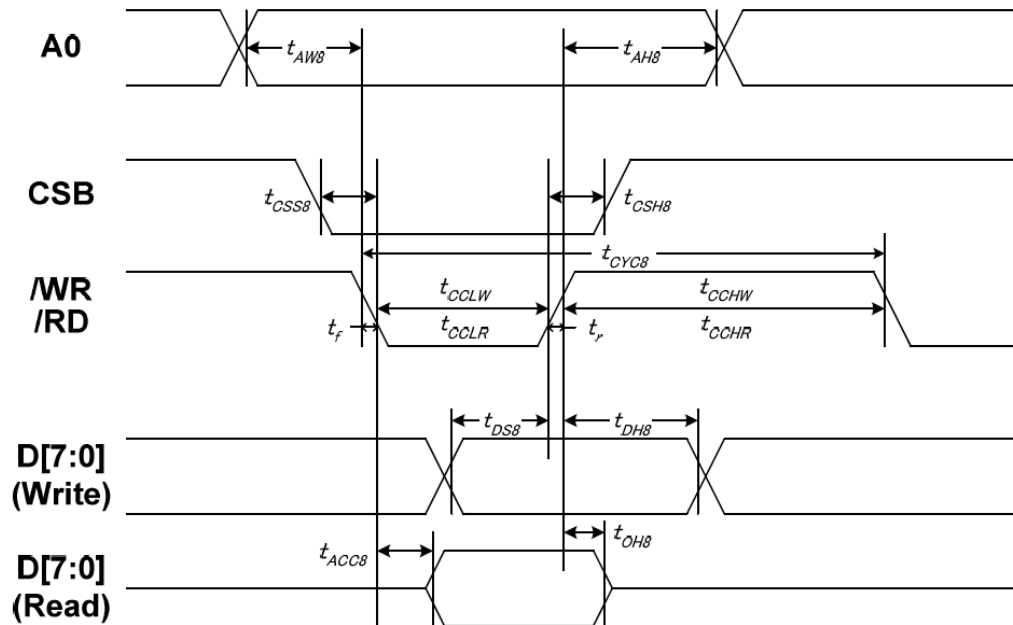 A0
tAW8
tAH8
CSB
tCSS8
tCSH8
tCYC8
/WR
/RD
tCCLW
tCCHW
tf
tCCLR
tr
tCCHR
tDS8
tDH8
D[7:0]
(Write)
tACC8
tOH8
D[7:0]
(Read)